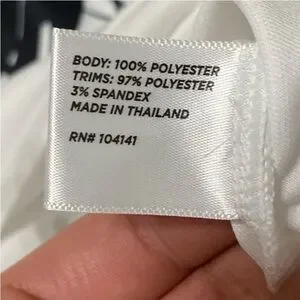 BODY: 100% POLYESTER
TRIMS: 97% POLYESTER
3% SPANDEX
MADE IN THAILAND
RN# 104141